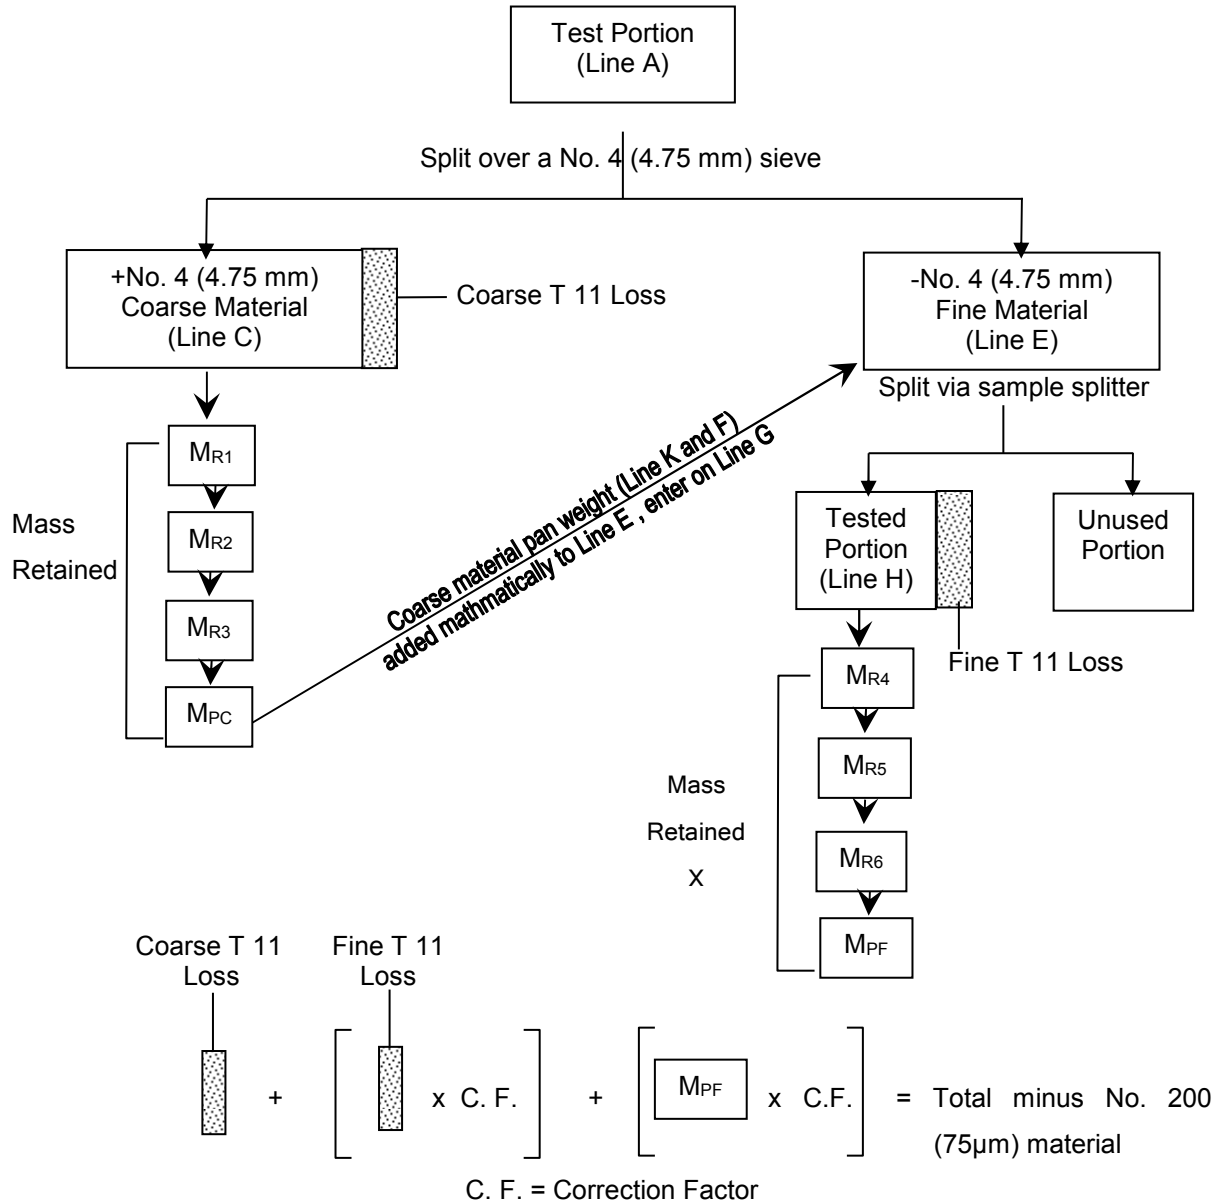 Test Portion
(Line A)
Split over a No. 4 (4.75 mm) sieve
+No. 4 (4.75 mm)
Coarse Material
(Line C)
Coarse T 11 Loss
-No. 4 (4.75 mm)
Fine Material
(Line E)
Split via sample splitter
Mass
Retained
MR1
MR2
MR3
MPC
Coarse material pan weight (Line K and F)
added mathmatically to Line E , enter on Line G
Tested
Portion
(Line H)
Unused
Portion
Fine T 11 Loss
Mass
Retained
X
MR4
MR5
MR6
MPF
Coarse T 11
Loss
Fine T 11
Loss
+ x C. F. + MPF x C.F. = Total minus No. 200
(75µm) material
C. F. = Correction Factor